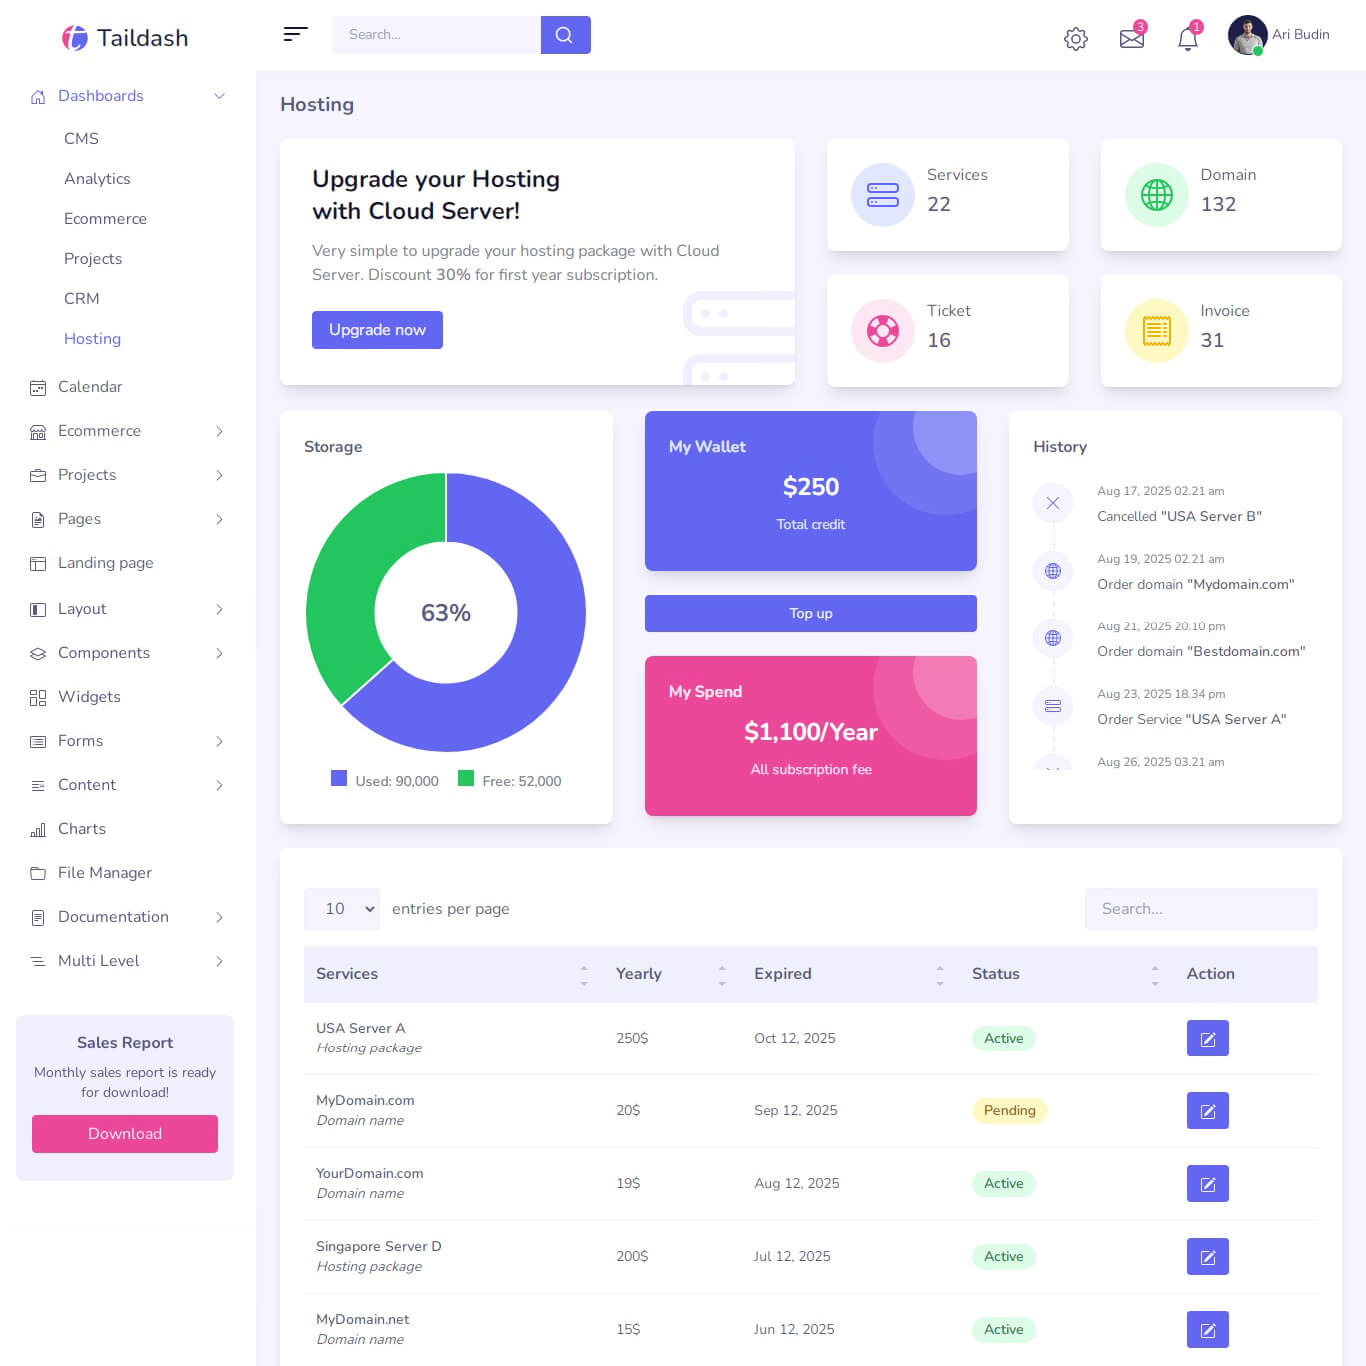 Taildash
Search...
3
1
Ari Budin
Dashboards
CMS
Analytics
Ecommerce
Projects
CRM
Hosting
Calendar
Ecommerce
Projects
Pages
Landing page
Layout
Components
Widgets
Forms
Content
Charts
File Manager
Documentation
Multi Level
Sales Report
Monthly sales report is ready
for download!
Download
Hosting
Upgrade your Hosting
with Cloud Server!
Very simple to upgrade your hosting package with Cloud
Server. Discount 30% for first year subscription.
Upgrade now
Services
22
Domain
132
Ticket
16
Invoice
31
Storage
63%
Used: 90,000 Free: 52,000
My Wallet
$250
Total credit
Top up
My Spend
$1,100/Year
All subscription fee
History
Aug 17, 2025 02.21 am
Cancelled "USA Server B"
Aug 19, 2025 02.21 am
Order domain "Mydomain.com"
Aug 21, 2025 20.10 pm
Order domain "Bestdomain.com"
Aug 23, 2025 18.34 pm
Order Service "USA Server A"
Aug 26, 2025 03.21 am
10 entries per page
Search...
Services Yearly Expired Status Action
USA Server A
Hosting package
250$ Oct 12, 2025 Active
MyDomain.com
Domain name
20$ Sep 12, 2025 Pending
YourDomain.com
Domain name
19$ Aug 12, 2025 Active
Singapore Server D
Hosting package
200$ Jul 12, 2025 Active
MyDomain.net
Domain name
15$ Jun 12, 2025 Active